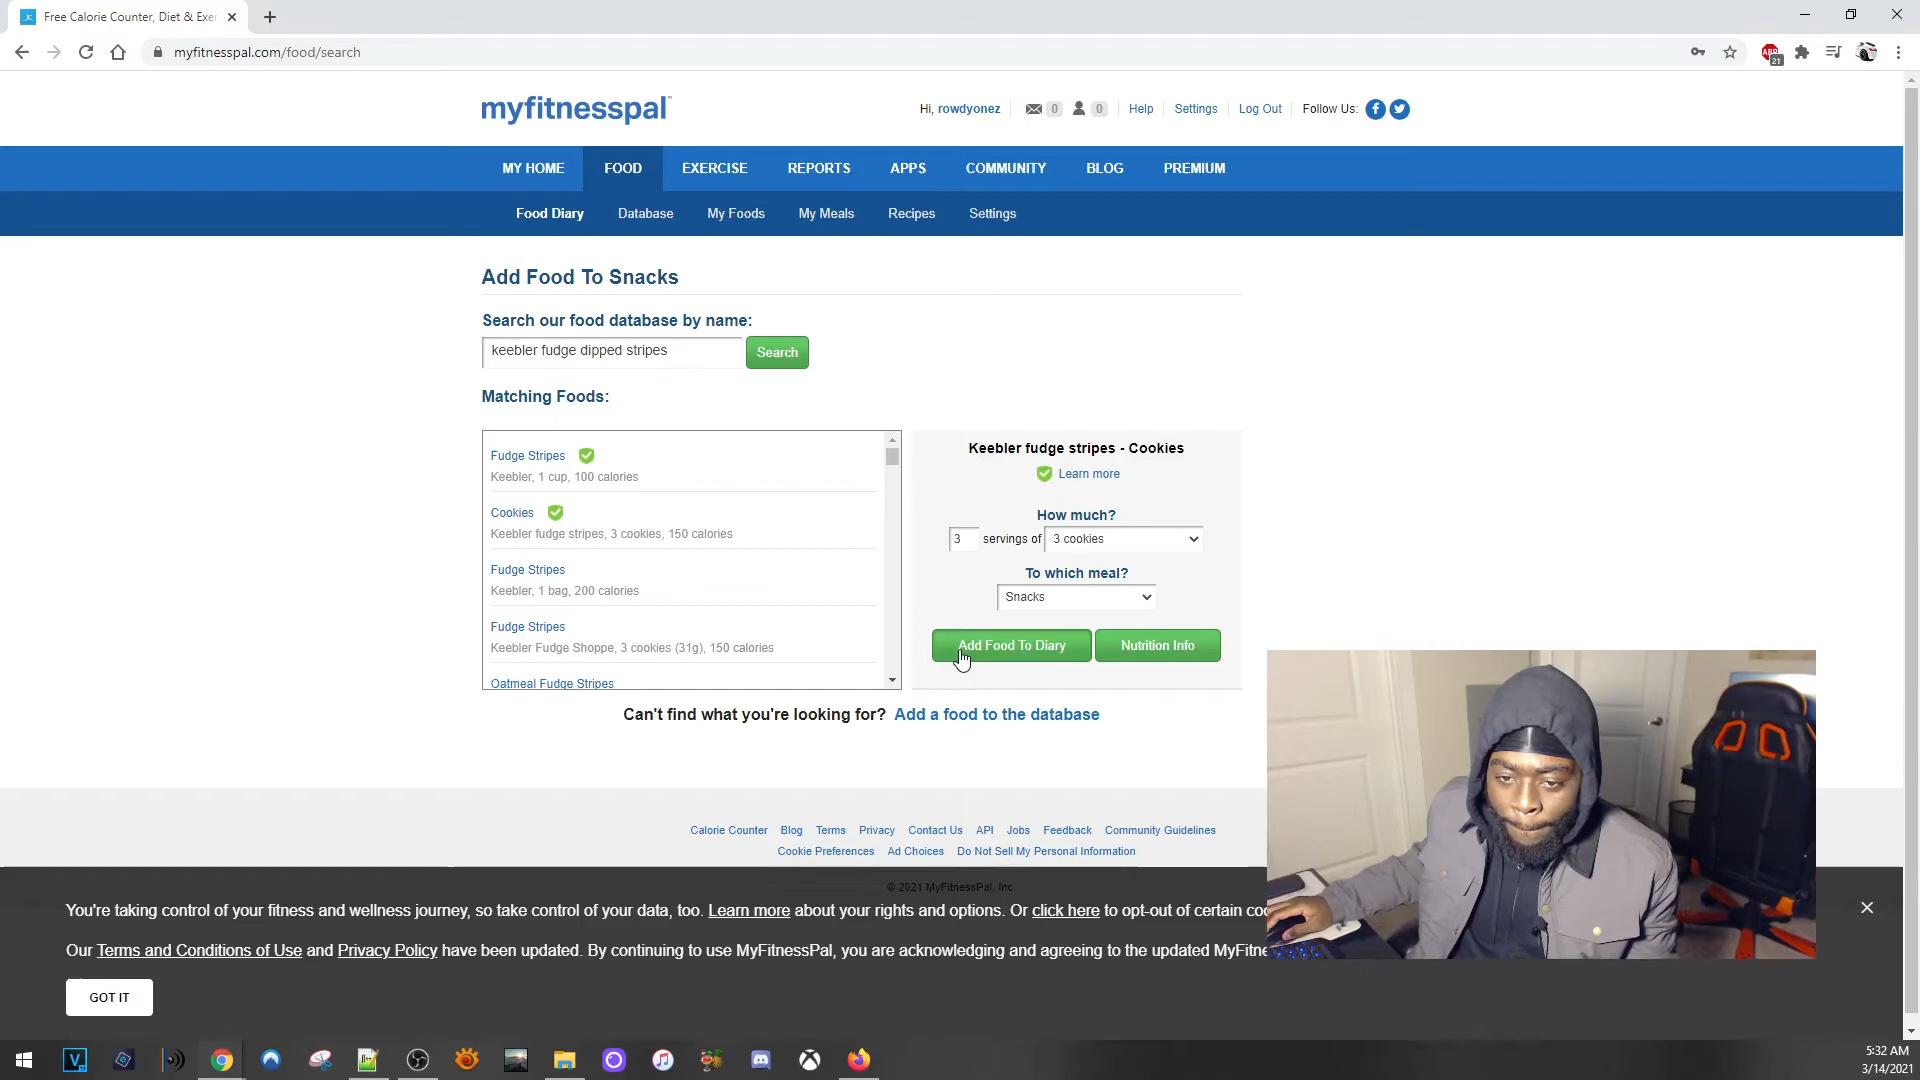 Free Calorie Counter, Diet & Exer
myfitnesspal.com/food/search
ABP
21
myfitnesspal
Hi, rowdyonez 0 0 Help Settings Log Out Follow Us:
MY HOME FOOD EXERCISE REPORTS APPS COMMUNITY BLOG PREMIUM
Food Diary Database My Foods My Meals Recipes Settings
Add Food To Snacks
Search our food database by name:
keebler fudge dipped stripes Search
Matching Foods:
Fudge Stripes
Keebler, 1 cup, 100 calories
Cookies
Keebler fudge stripes, 3 cookies, 150 calories
Fudge Stripes
Keebler, 1 bag, 200 calories
Fudge Stripes
Keebler Fudge Shoppe, 3 cookies (31g), 150 calories
Oatmeal Fudge Stripes
Keebler fudge stripes - Cookies
Learn more
How much?
3 servings of 3 cookies
To which meal?
Snacks
Add Food To Diary Nutrition Info
Can't find what you're looking for? Add a food to the database
Calorie Counter Blog Terms Privacy Contact Us API Jobs Feedback Community Guidelines
Cookie Preferences Ad Choices Do Not Sell My Personal Information
© 2021 MyFitnessPal, Inc.
You're taking control of your fitness and wellness journey, so take control of your data, too. Learn more about your rights and options. Or click here to opt-out of certain coo
Our Terms and Conditions of Use and Privacy Policy have been updated. By continuing to use MyFitnessPal, you are acknowledging and agreeing to the updated MyFitne
GOT IT
5:32 AM
3/14/2021